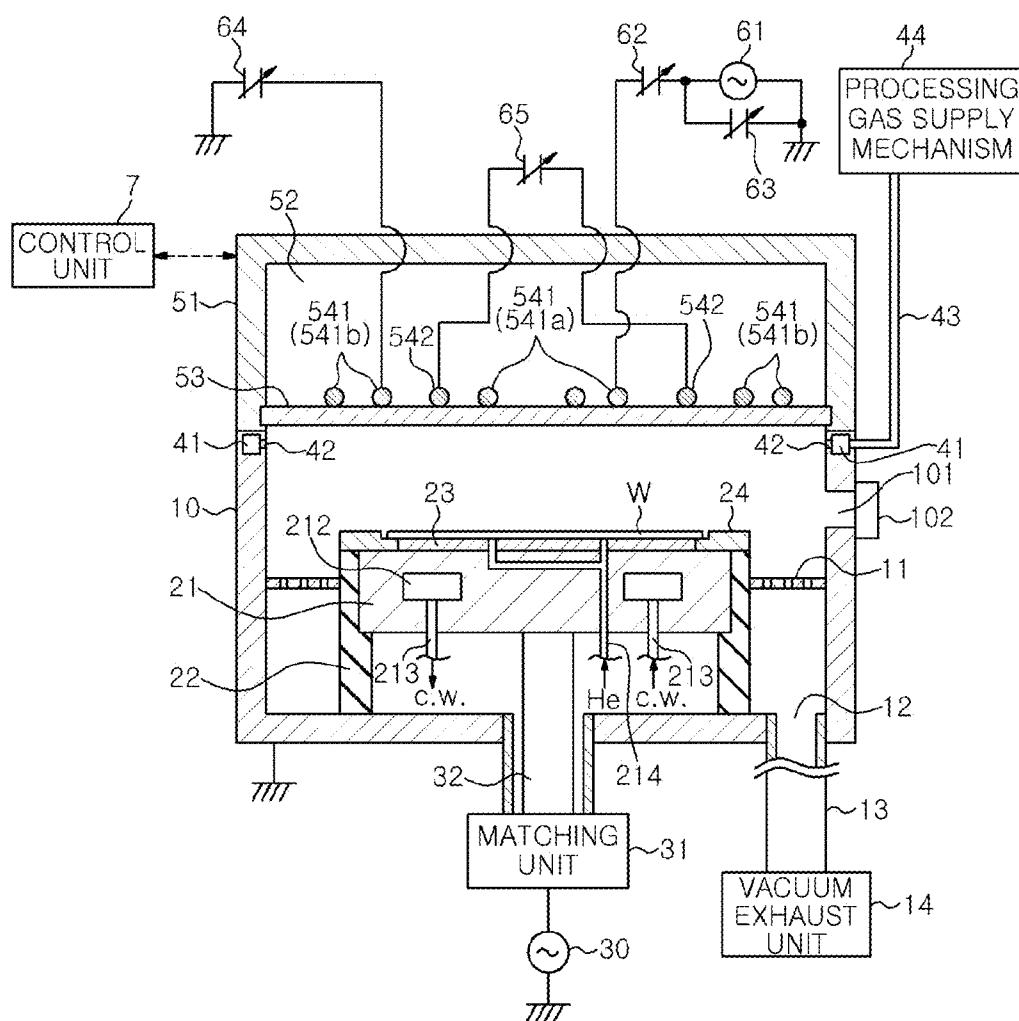 64
62
61
44
PROCESSING
GAS SUPPLY
MECHANISM
65
63
7
CONTROL
UNIT
52
51
541
(541b)
542
541
(541a)
542
541
(541b)
43
53
41
42
42
41
101
10
212
23
W
24
102
21
11
22
213
C.W.
He
213
C.W.
12
32
214
MATCHING
UNIT
31
13
VACUUM
EXHAUST
UNIT
14
30